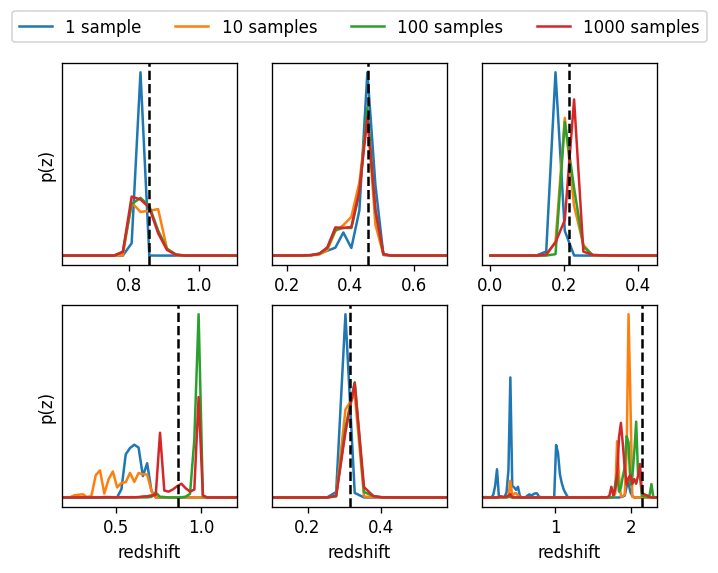 1 sample 10 samples 100 samples 1000 samples
p(z)
0.8 1.0
0.2 0.4 0.6
0.0 0.2 0.4
p(z)
0.5 1.0
0.2 0.4
1 2
redshift redshift redshift